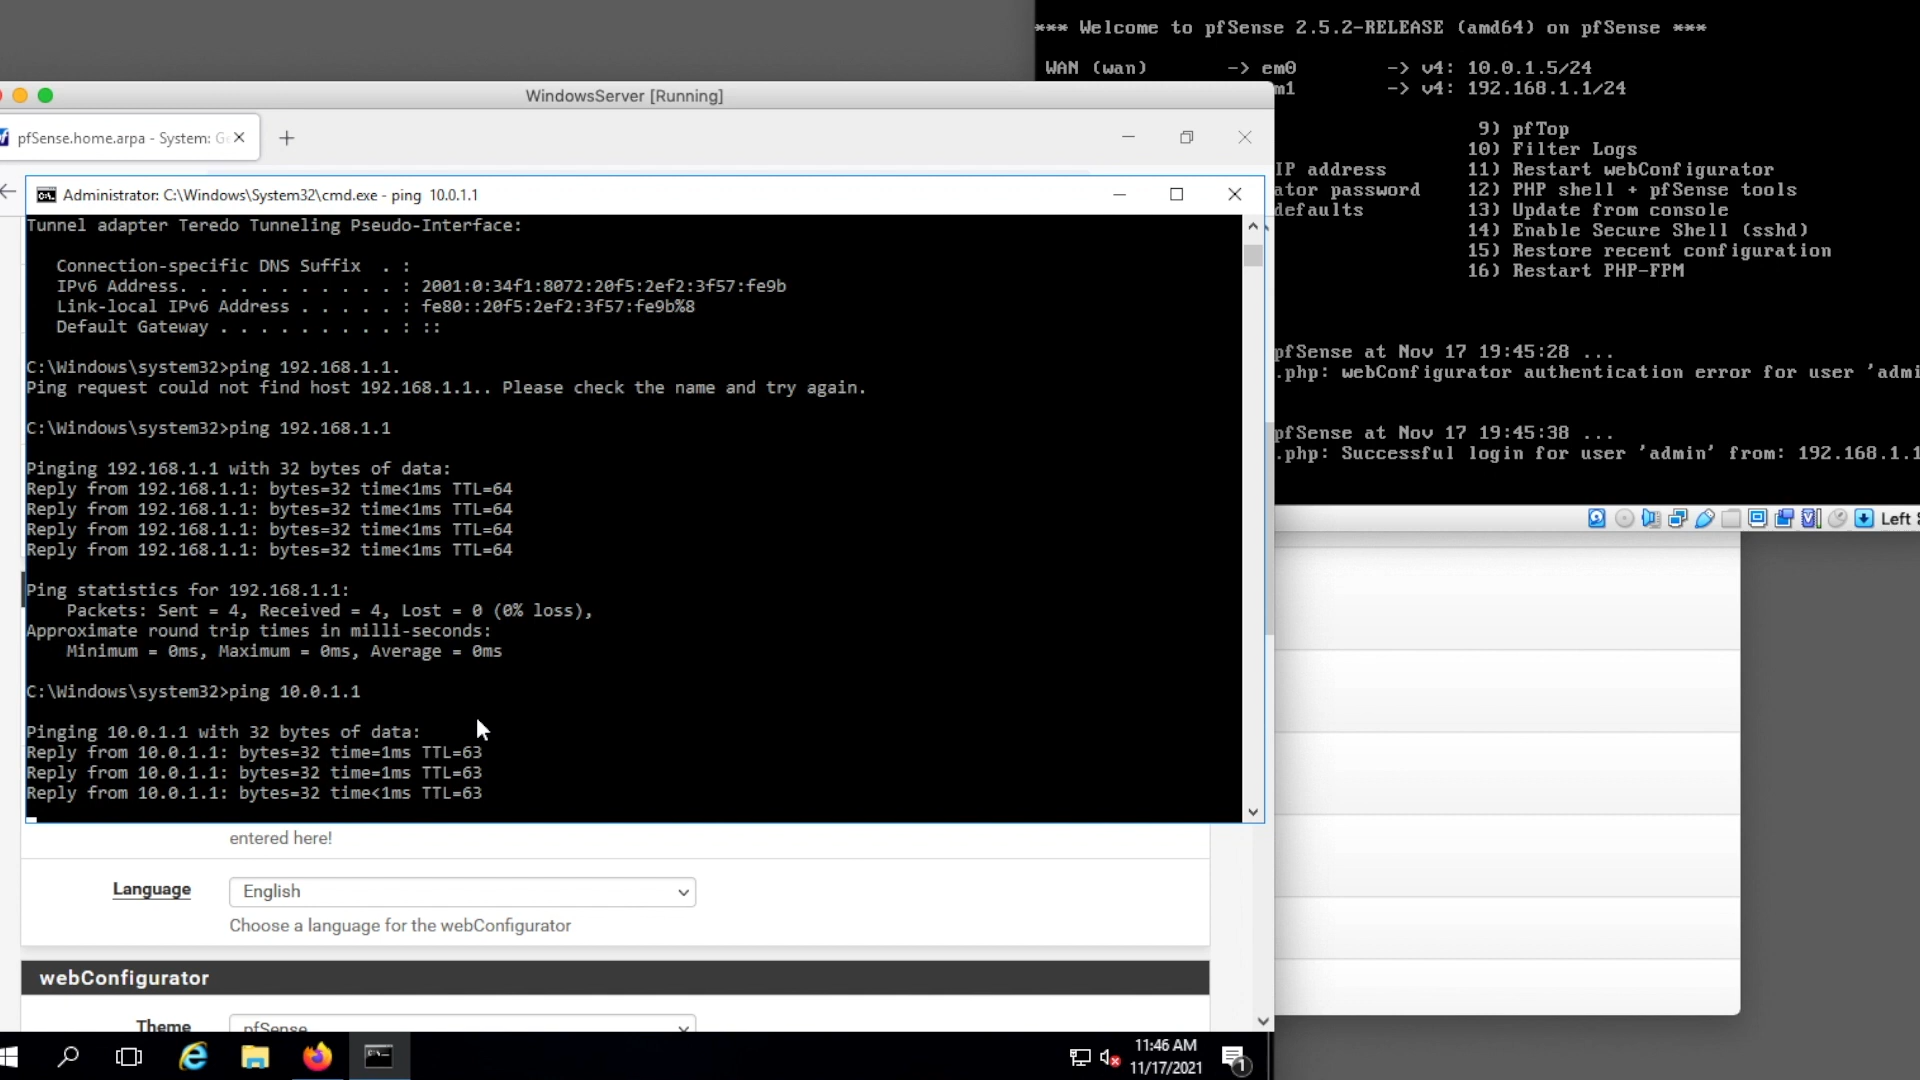 *** Welcome to pfSense 2.5.2-RELEASE (amd64) on pfSense ***
WAN (wan) -> em0 -> v4: 10.0.1.5/24
m1 -> v4: 192.168.1.1/24
9) pfTop
10) Filter Logs
IP address 11) Restart webConfigurator
ator password 12) PHP shell + pfSense tools
defaults 13) Update from console
14) Enable Secure Shell (sshd)
15) Restore recent configuration
16) Restart PHP-FPM
pfSense at Nov 17 19:45:28 ...
.php: webConfigurator authentication error for user 'admi
pfSense at Nov 17 19:45:38 ...
.php: Successful login for user 'admin' from: 192.168.1.1
Left
WindowsServer [Running]
pfSense.home.arpa - System: Ge
Administrator: C:\Windows\System32\cmd.exe - ping 10.0.1.1
Tunnel adapter Teredo Tunneling Pseudo-Interface:
Connection-specific DNS Suffix . :
IPv6 Address. . . . . . . . . . . : 2001:0:34f1:8072:20f5:2ef2:3f57:fe9b
Link-local IPv6 Address . . . . . : fe80::20f5:2ef2:3f57:fe9b%8
Default Gateway . . . . . . . . . : ::
C:\Windows\system32>ping 192.168.1.1.
Ping request could not find host 192.168.1.1.. Please check the name and try again.
C:\Windows\system32>ping 192.168.1.1
Pinging 192.168.1.1 with 32 bytes of data:
Reply from 192.168.1.1: bytes=32 time<1ms TTL=64
Reply from 192.168.1.1: bytes=32 time<1ms TTL=64
Reply from 192.168.1.1: bytes=32 time<1ms TTL=64
Reply from 192.168.1.1: bytes=32 time<1ms TTL=64
Ping statistics for 192.168.1.1:
Packets: Sent = 4, Received = 4, Lost = 0 (0% loss),
Approximate round trip times in milli-seconds:
Minimum = 0ms, Maximum = 0ms, Average = 0ms
C:\Windows\system32>ping 10.0.1.1
Pinging 10.0.1.1 with 32 bytes of data:
Reply from 10.0.1.1: bytes=32 time=1ms TTL=63
Reply from 10.0.1.1: bytes=32 time=1ms TTL=63
Reply from 10.0.1.1: bytes=32 time<1ms TTL=63
entered here!
Language English
Choose a language for the webConfigurator
webConfigurator
Theme pfSense
11:46 AM
11/17/2021
1